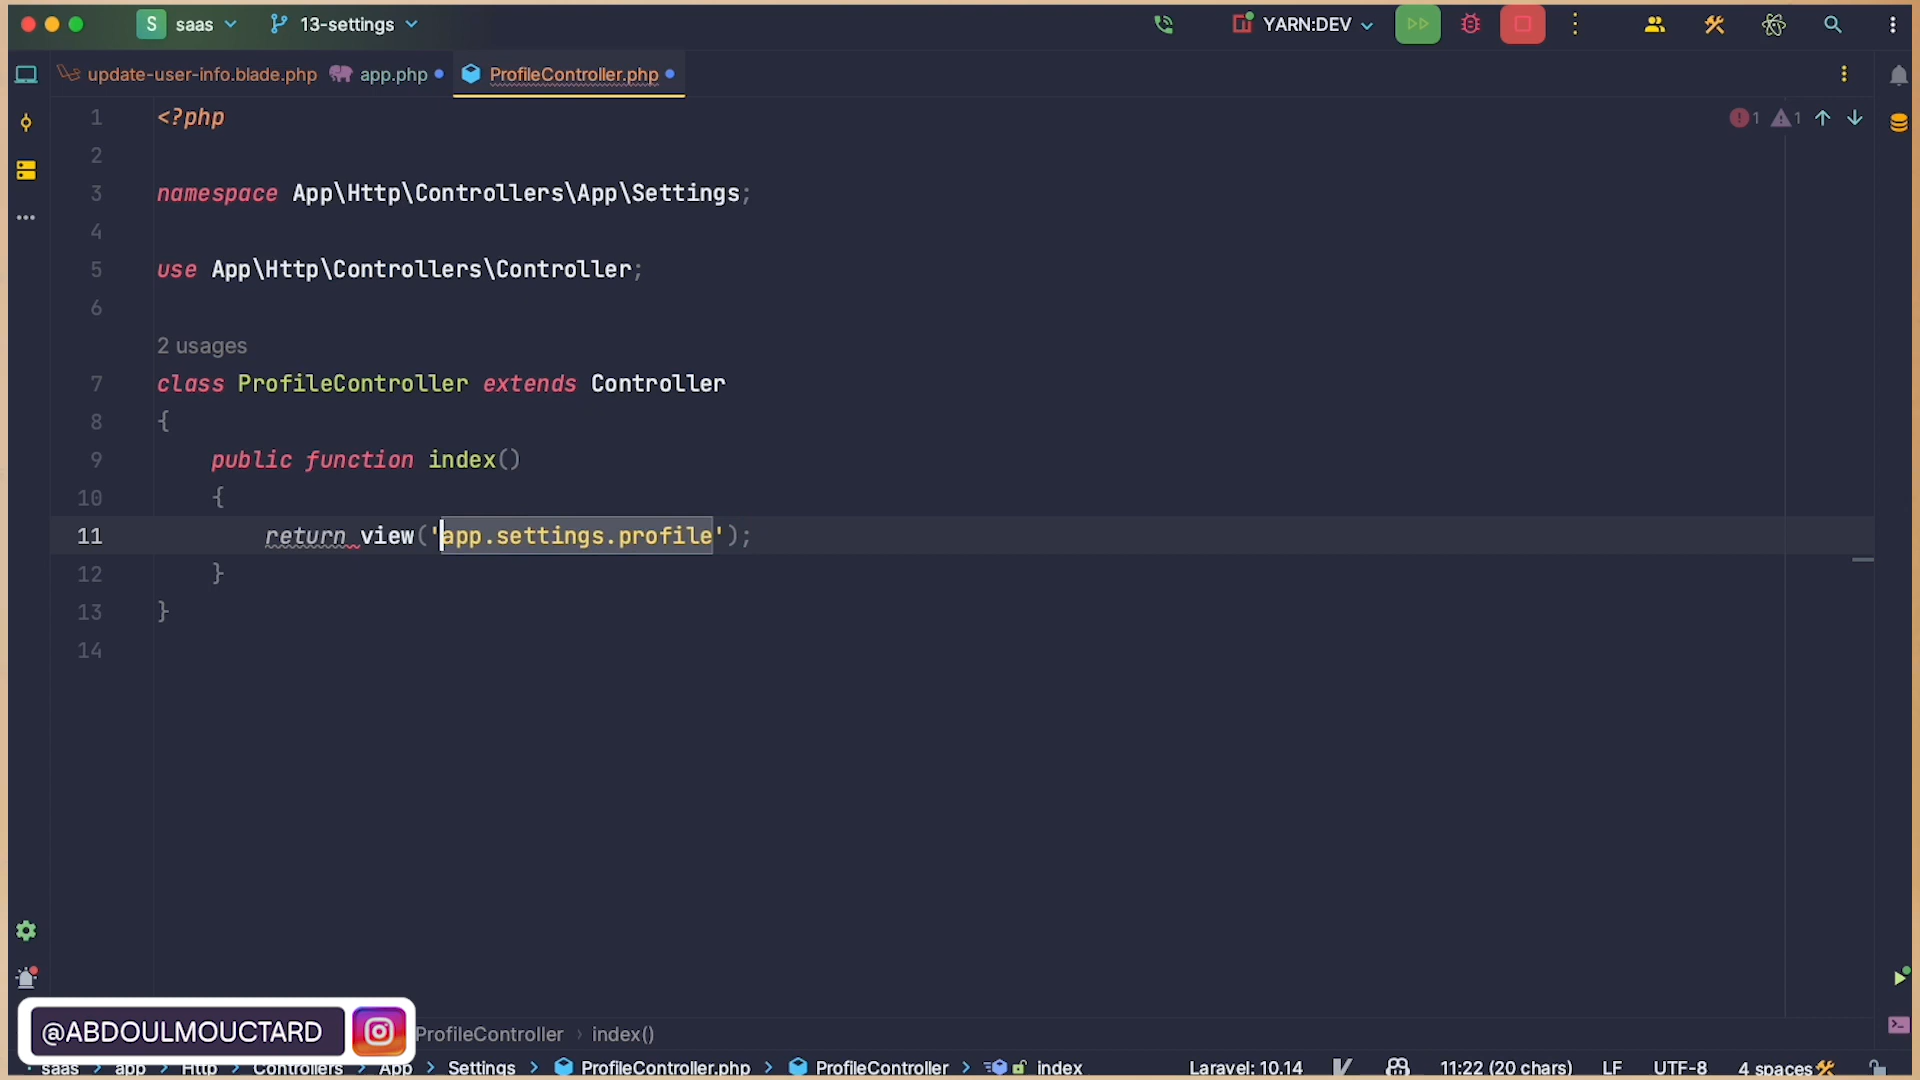 S saas 13-settings YARN:DEV
update-user-info.blade.php app.php ProfileController.php
1 <?php 1 1
2
3 namespace App\Http\Controllers\App\Settings;
4
5 use App\Http\Controllers\Controller;
6
2 usages
7 class ProfileController extends Controller
8 {
9 public function index()
10 {
11 return view('app.settings.profile');
12 }
13 }
14
@ABDOULMOUCTARD ProfileController › index()
saas › app › Http › Controllers › App › Settings › ProfileController.php › ProfileController › index Laravel: 10.14 11:22 (20 chars) LF UTF-8 4 spaces